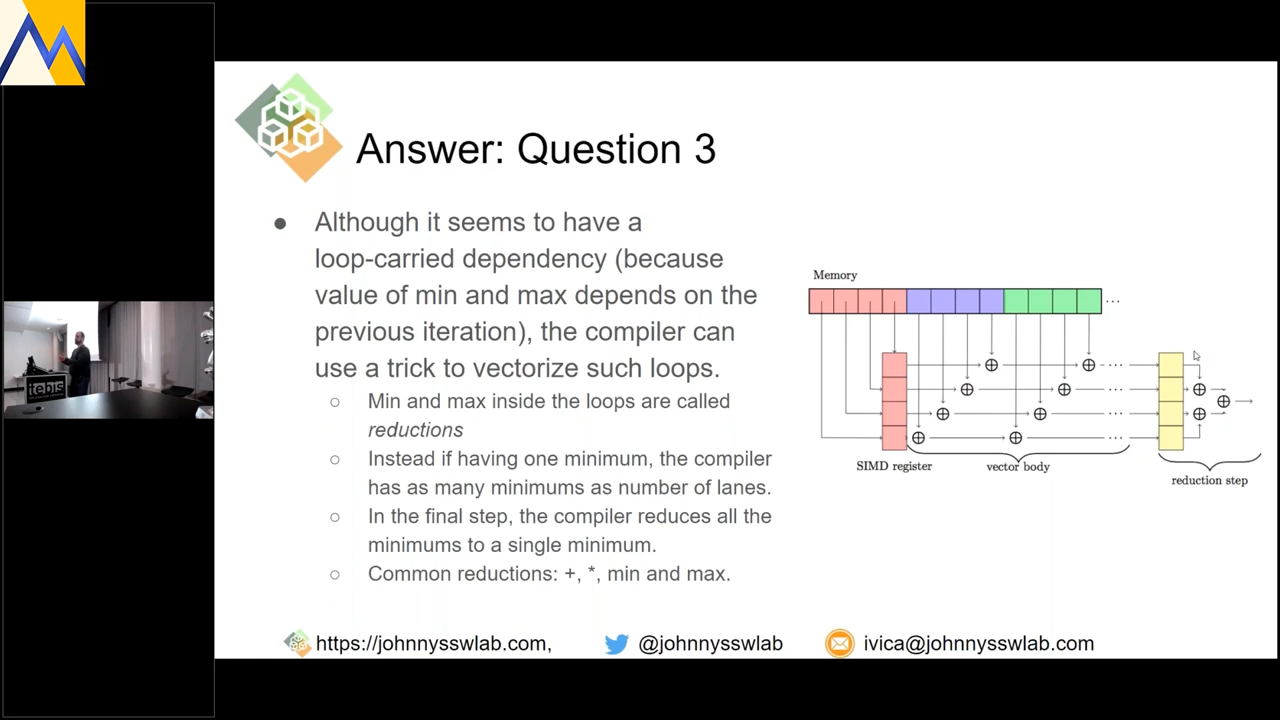 Answer: Question 3
● Although it seems to have a
loop-carried dependency (because
value of min and max depends on the
previous iteration), the compiler can
use a trick to vectorize such loops.
○ Min and max inside the loops are called
reductions
○ Instead if having one minimum, the compiler
has as many minimums as number of lanes.
○ In the final step, the compiler reduces all the
minimums to a single minimum.
○ Common reductions: +, *, min and max.
Memory
...
SIMD register
vector body
reduction step
tebis
https://johnnysswlab.com,
@johnnysswlab
ivica@johnnysswlab.com